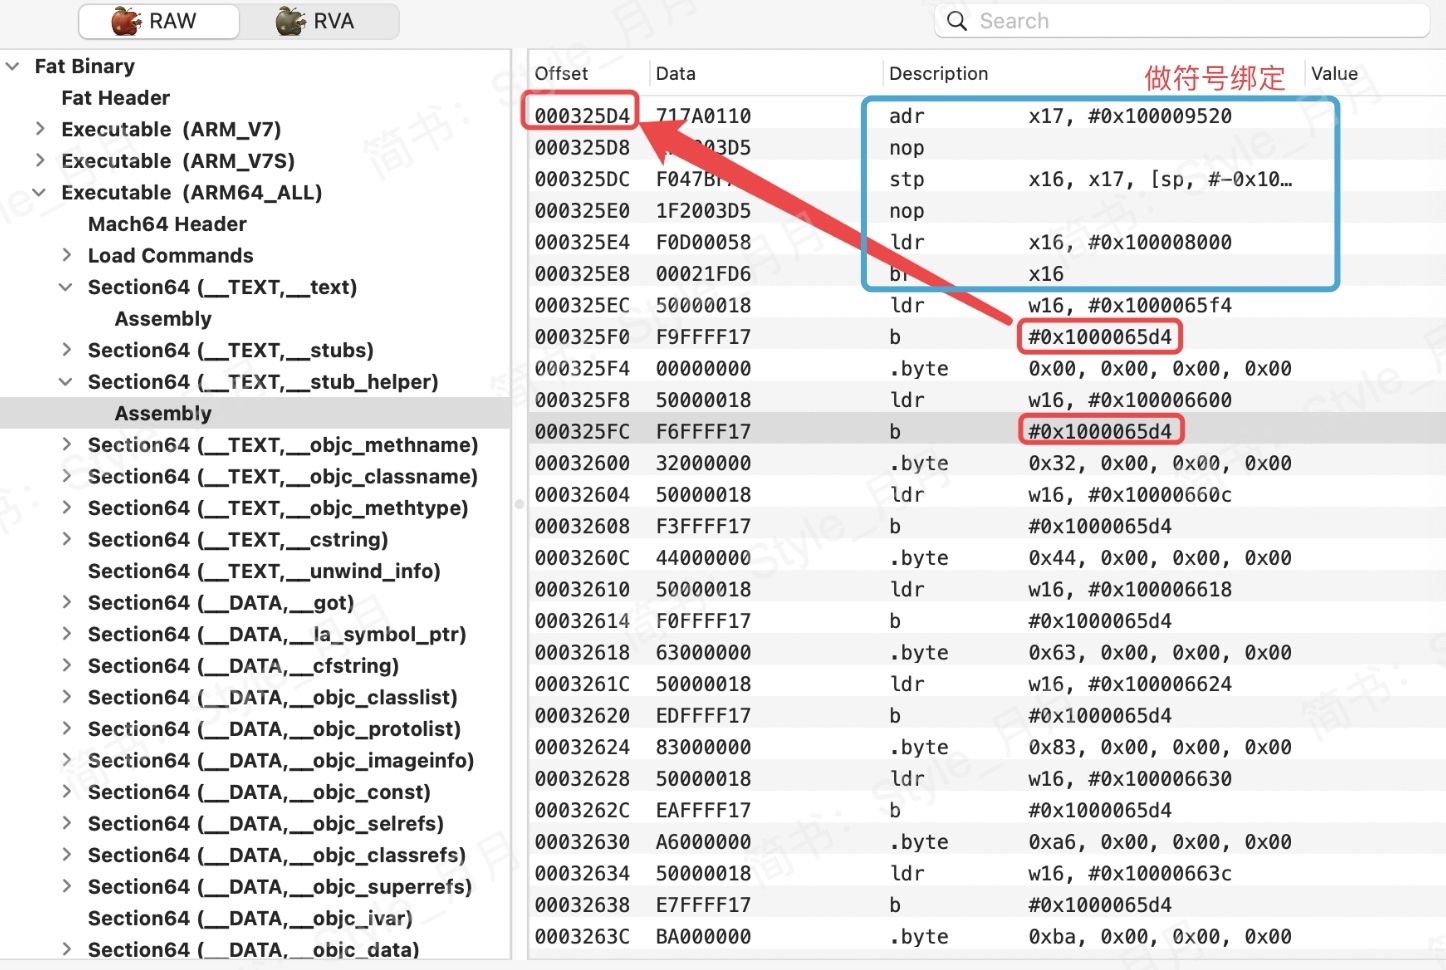 RAW RVA Search
Fat Binary
Fat Header
Executable (ARM_V7)
Executable (ARM_V7S)
Executable (ARM64_ALL)
Mach64 Header
Load Commands
Section64 (__TEXT,__text)
Assembly
Section64 (__TEXT,__stubs)
Section64 (__TEXT,__stub_helper)
Assembly
Section64 (__TEXT,__objc_methname)
Section64 (__TEXT,__objc_classname)
Section64 (__TEXT,__objc_methtype)
Section64 (__TEXT,__cstring)
Section64 (__TEXT,__unwind_info)
Section64 (__DATA,__got)
Section64 (__DATA,__la_symbol_ptr)
Section64 (__DATA,__cfstring)
Section64 (__DATA,__objc_classlist)
Section64 (__DATA,__objc_protolist)
Section64 (__DATA,__objc_imageinfo)
Section64 (__DATA,__objc_const)
Section64 (__DATA,__objc_selrefs)
Section64 (__DATA,__objc_classrefs)
Section64 (__DATA,__objc_superrefs)
Section64 (__DATA,__objc_ivar)
Section64 (__DATA,__objc_data)
Offset Data Description 做符号绑定 Value
000325D4 717A0110 adr x17, #0x100009520
000325D8 nop
000325DC stp x16, x17, [sp, #-0x10…
000325E0 1F2003D5 nop
000325E4 F0D00058 ldr x16, #0x100008000
000325E8 00021FD6 br x16
000325EC 50000018 ldr w16, #0x1000065f4
000325F0 F9FFFF17 b #0x1000065d4
000325F4 00000000 .byte 0x00, 0x00, 0x00, 0x00
000325F8 50000018 ldr w16, #0x100006600
000325FC F6FFFF17 b #0x1000065d4
00032600 32000000 .byte 0x32, 0x00, 0x00, 0x00
00032604 50000018 ldr w16, #0x10000660c
00032608 F3FFFF17 b #0x1000065d4
0003260C 44000000 .byte 0x44, 0x00, 0x00, 0x00
00032610 50000018 ldr w16, #0x100006618
00032614 F0FFFF17 b #0x1000065d4
00032618 63000000 .byte 0x63, 0x00, 0x00, 0x00
0003261C 50000018 ldr w16, #0x100006624
00032620 EDFFFF17 b #0x1000065d4
00032624 83000000 .byte 0x83, 0x00, 0x00, 0x00
00032628 50000018 ldr w16, #0x100006630
0003262C EAFFFF17 b #0x1000065d4
00032630 A6000000 .byte 0xa6, 0x00, 0x00, 0x00
00032634 50000018 ldr w16, #0x10000663c
00032638 E7FFFF17 b #0x1000065d4
0003263C BA000000 .byte 0xba, 0x00, 0x00, 0x00
简书：Style_月月